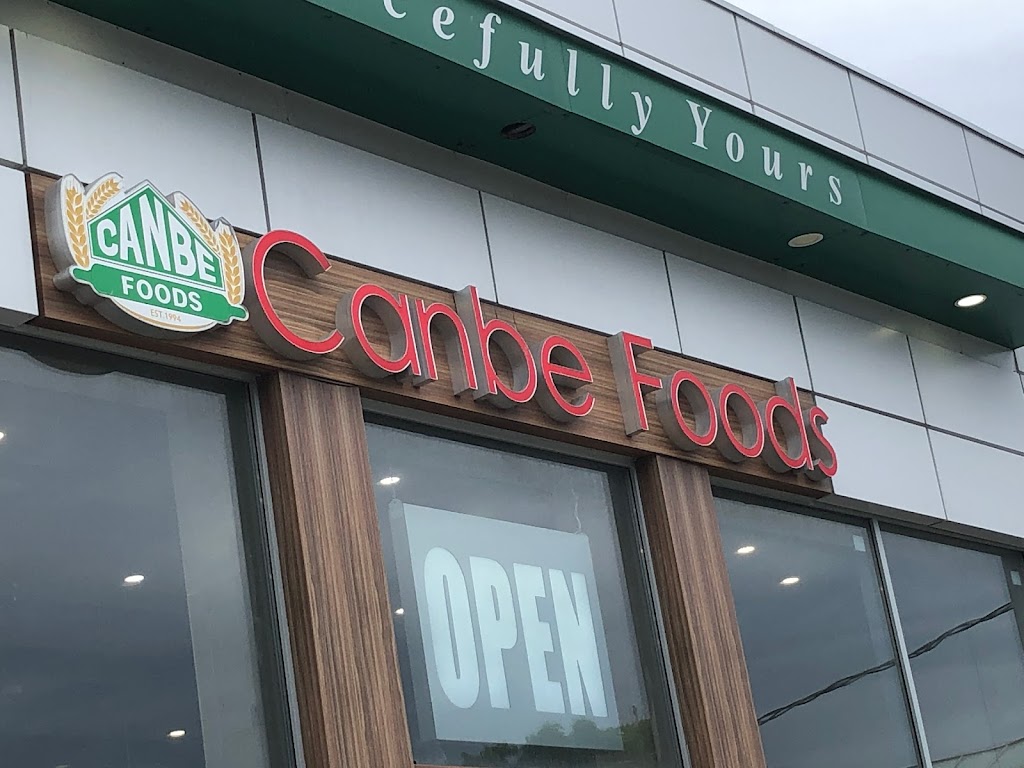 cefully Yours
CANBE
FOODS
EST. 1994
Canbe Foods
OPEN